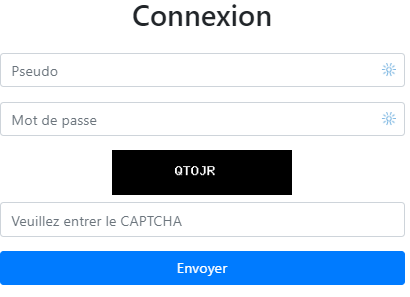 Connexion
Pseudo
Mot de passe
QTOJR
Veuillez entrer le CAPTCHA
Envoyer